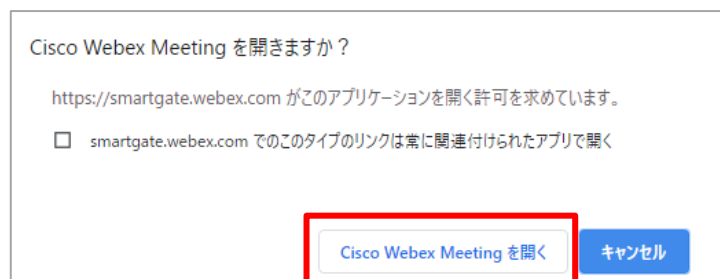 Cisco Webex Meeting を開きますか？
https://smartgate.webex.com がこのアプリケーションを開く許可を求めています。
smartgate.webex.com でのこのタイプのリンクは常に関連付けられたアプリで開く
Cisco Webex Meeting を開く
キャンセル